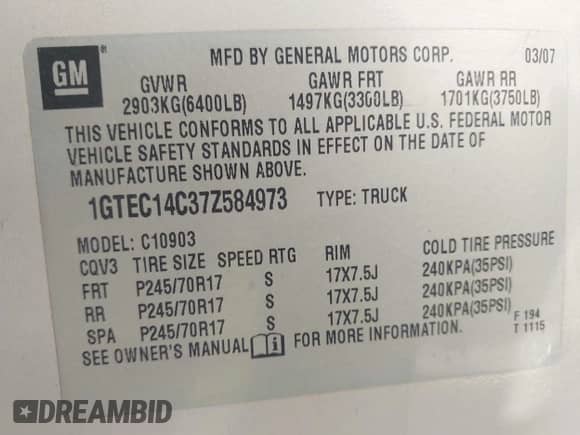 GM
MFD BY GENERAL MOTORS CORP. 03/07
GVWR GAWR FRT GAWR RR
2903KG(6400LB) 1497KG(3300LB) 1701KG(3750LB)
THIS VEHICLE CONFORMS TO ALL APPLICABLE U.S. FEDERAL MOTOR
VEHICLE SAFETY STANDARDS IN EFFECT ON THE DATE OF
MANUFACTURE SHOWN ABOVE.
1GTEC14C37Z584973 TYPE: TRUCK
MODEL: C10903
CQV3 TIRE SIZE SPEED RTG RIM COLD TIRE PRESSURE
FRT P245/70R17 S 17X7.5J 240KPA(35PSI)
RR P245/70R17 S 17X7.5J 240KPA(35PSI)
SPA P245/70R17 S 17X7.5J 240KPA(35PSI)
SEE OWNER'S MANUAL i FOR MORE INFORMATION.
F 194
T 1115
DREAMBID